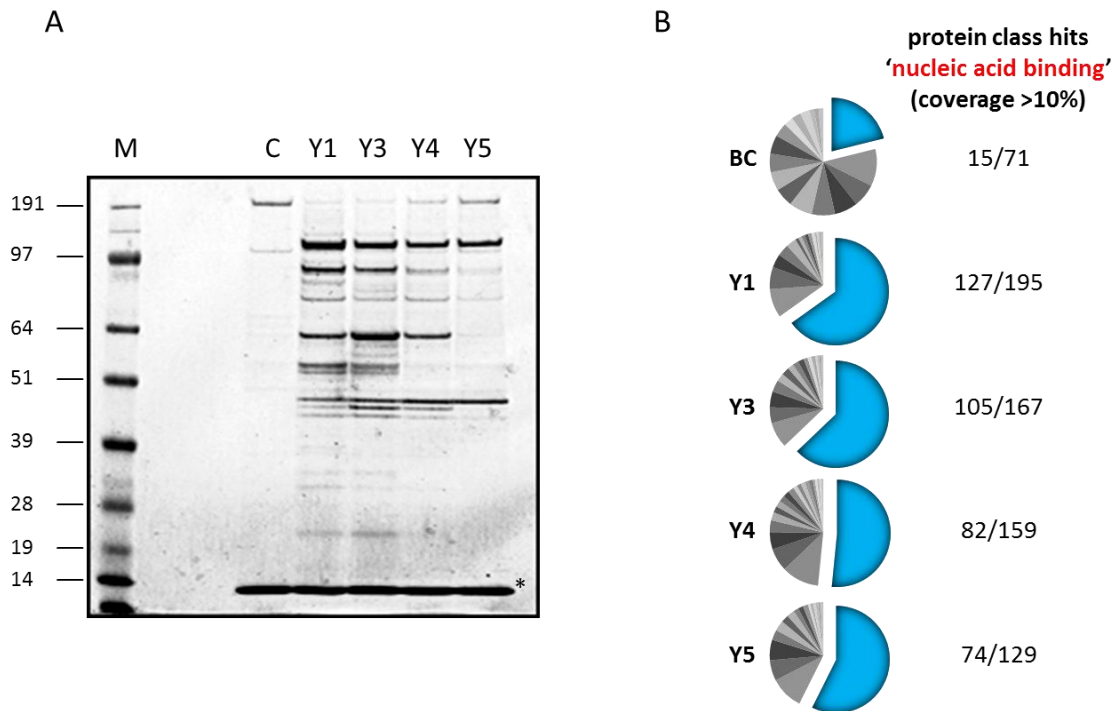 A
M C Y1 Y3 Y4 Y5
191
97
64
51
39
28
19
14
*
B
protein class hits
‘nucleic acid binding’
(coverage >10%)
BC 15/71
Y1 127/195
Y3 105/167
Y4 82/159
Y5 74/129